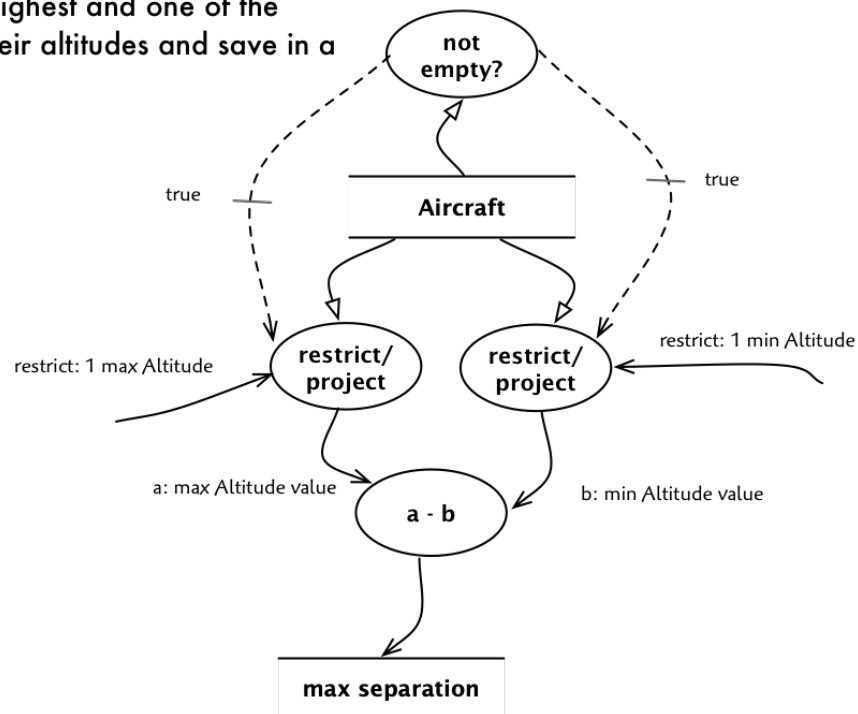 ighest and one of the
eir altitudes and save in a
not
empty?
true
true
Aircraft
restrict: 1 min Altitude
restrict: 1 max Altitude
restrict/
project
restrict/
project
a: max Altitude value
b: min Altitude value
a - b
max separation